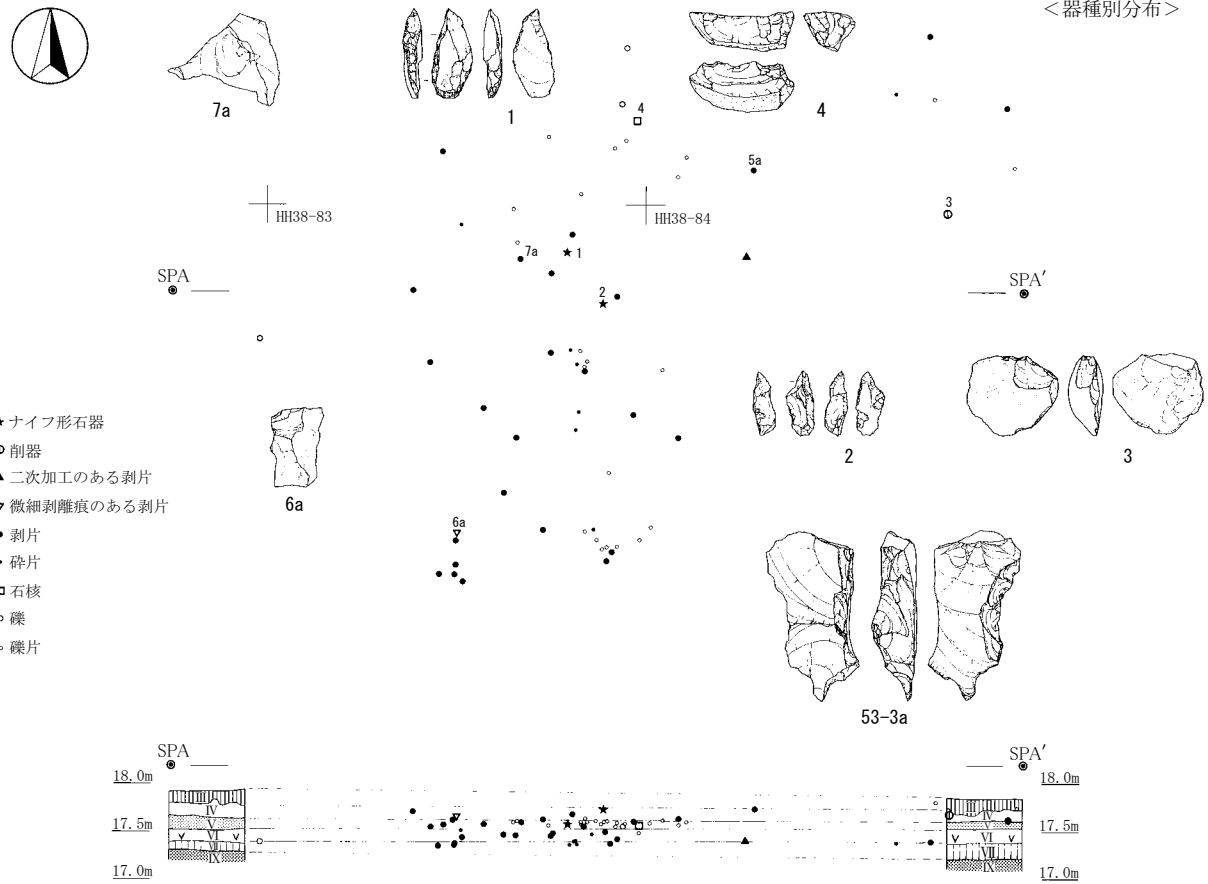 <器種別分布>
7a
1
4
4
5a
3
HH38-83
HH38-84
7a
1
2
SPA
SPA′
ナイフ形石器
削器
二次加工のある剥片
微細剥離痕のある剥片
剥片
砕片
石核
礫
礫片
6a
2
3
6a
53-3a
SPA
SPA′
18.0m
18.0m
III
IV
V
VI
VII
IX
17.5m
17.5m
III
IV
V
VI
VII
IX
17.0m
17.0m